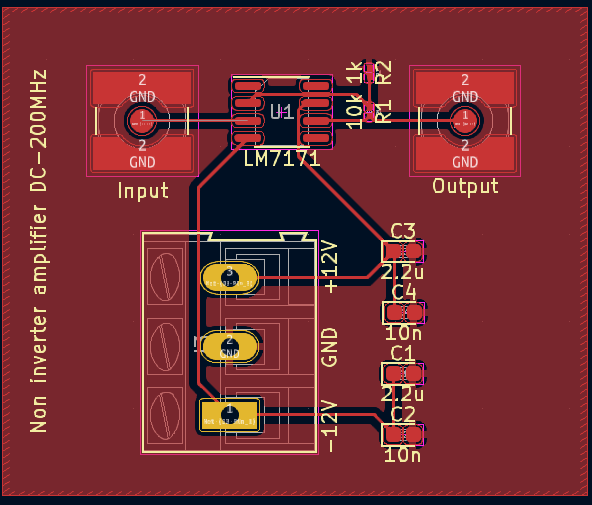 Non inverter amplifier DC-200MHz
2
GND
1
2
GND
Input
U1
LM7171
1k
R2
10k
R1
2
GND
1
2
GND
Output
3
+12V
2
GND
GND
1
-12V
C3
2.2u
C4
10n
C1
2.2u
C2
10n